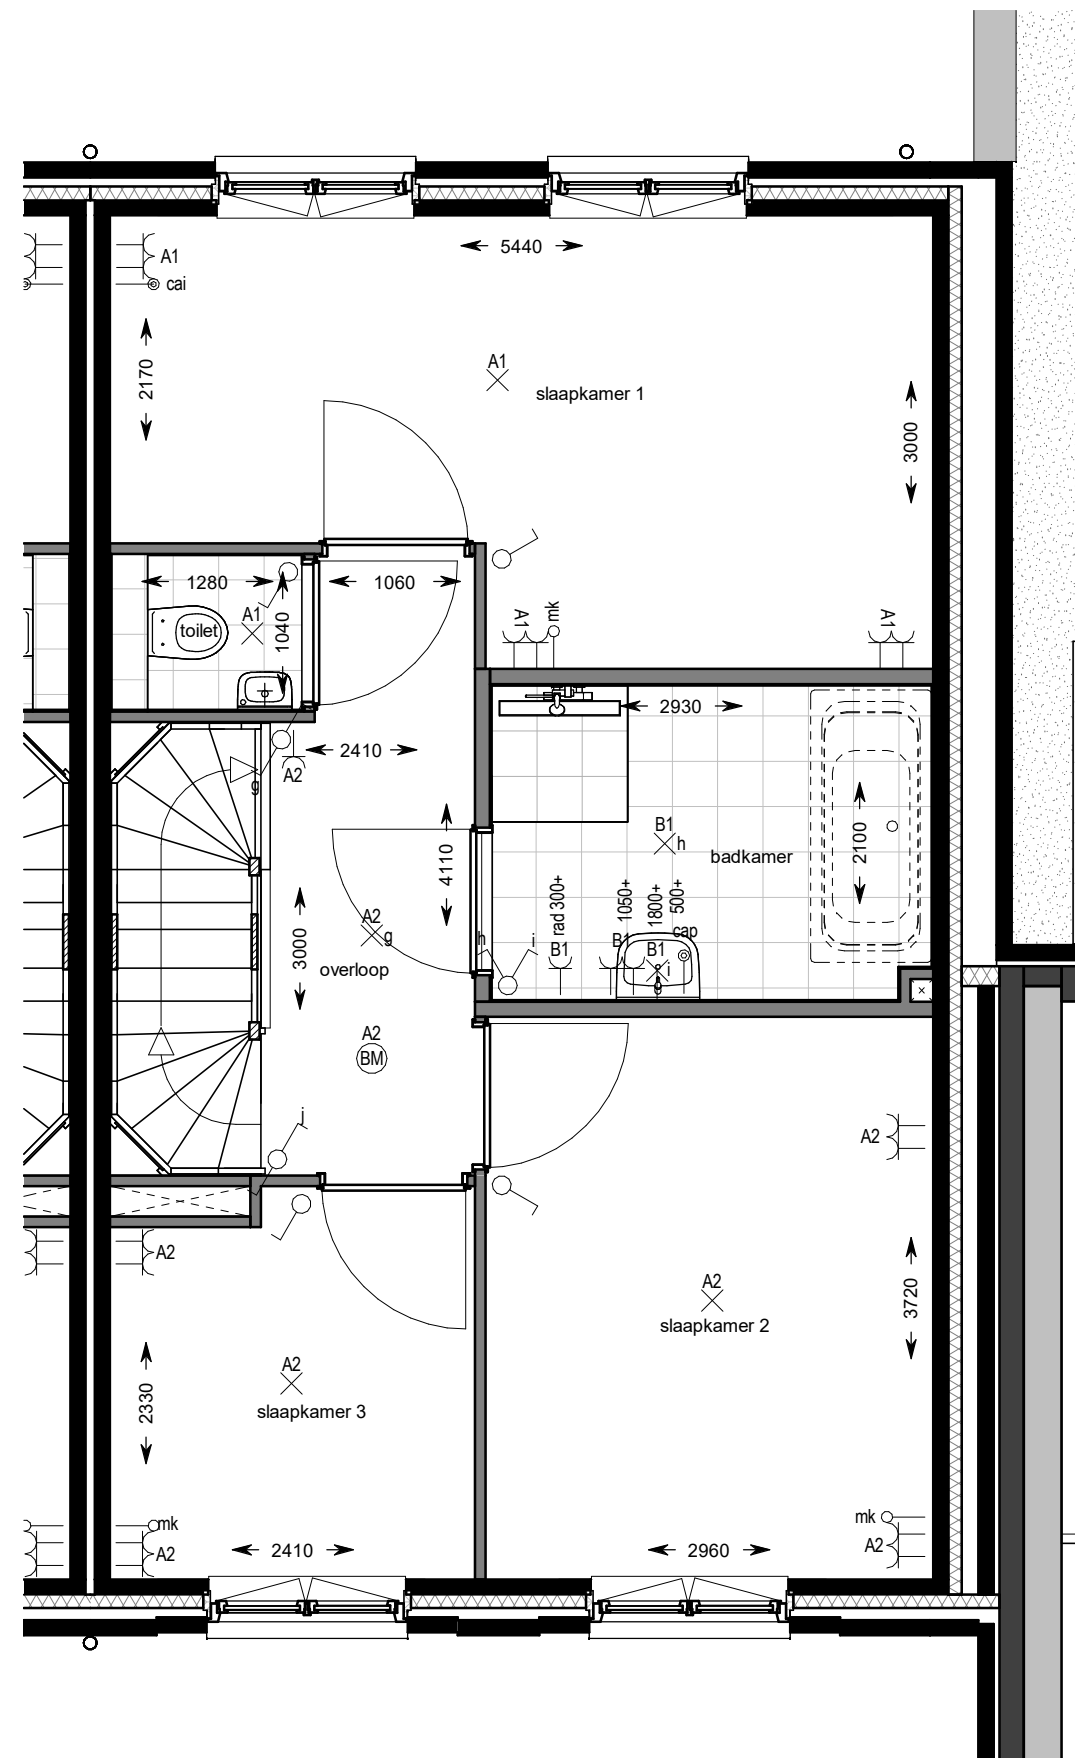 5440
A1
cai
2170
A1
slaapkamer 1
3000
1280
1060
A1
toilet
1040
A1
mk
A1
2930
2410
A2
g
4110
B1
h
badkamer
2100
rad 300+
1050+
1800+
500+
cap
A2
g
h
i
B1
B1
B1
i
3000
overloop
A2
BM
j
A2
A2
A2
slaapkamer 2
3720
A2
slaapkamer 3
2330
mk
A2
mk
A2
2410
2960